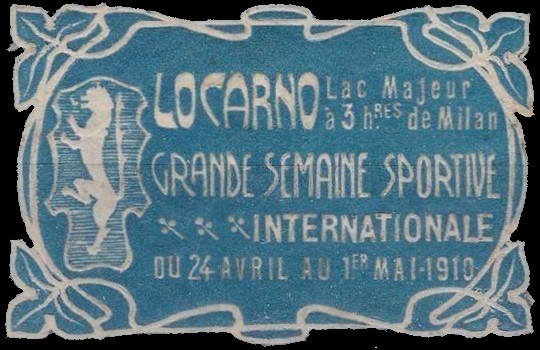 LOCARNO Lac Majeur
à 3 hRES de Milan
GRANDE SEMAINE SPORTIVE
INTERNATIONALE
DU 24 AVRIL AU 1ER MAI-1910